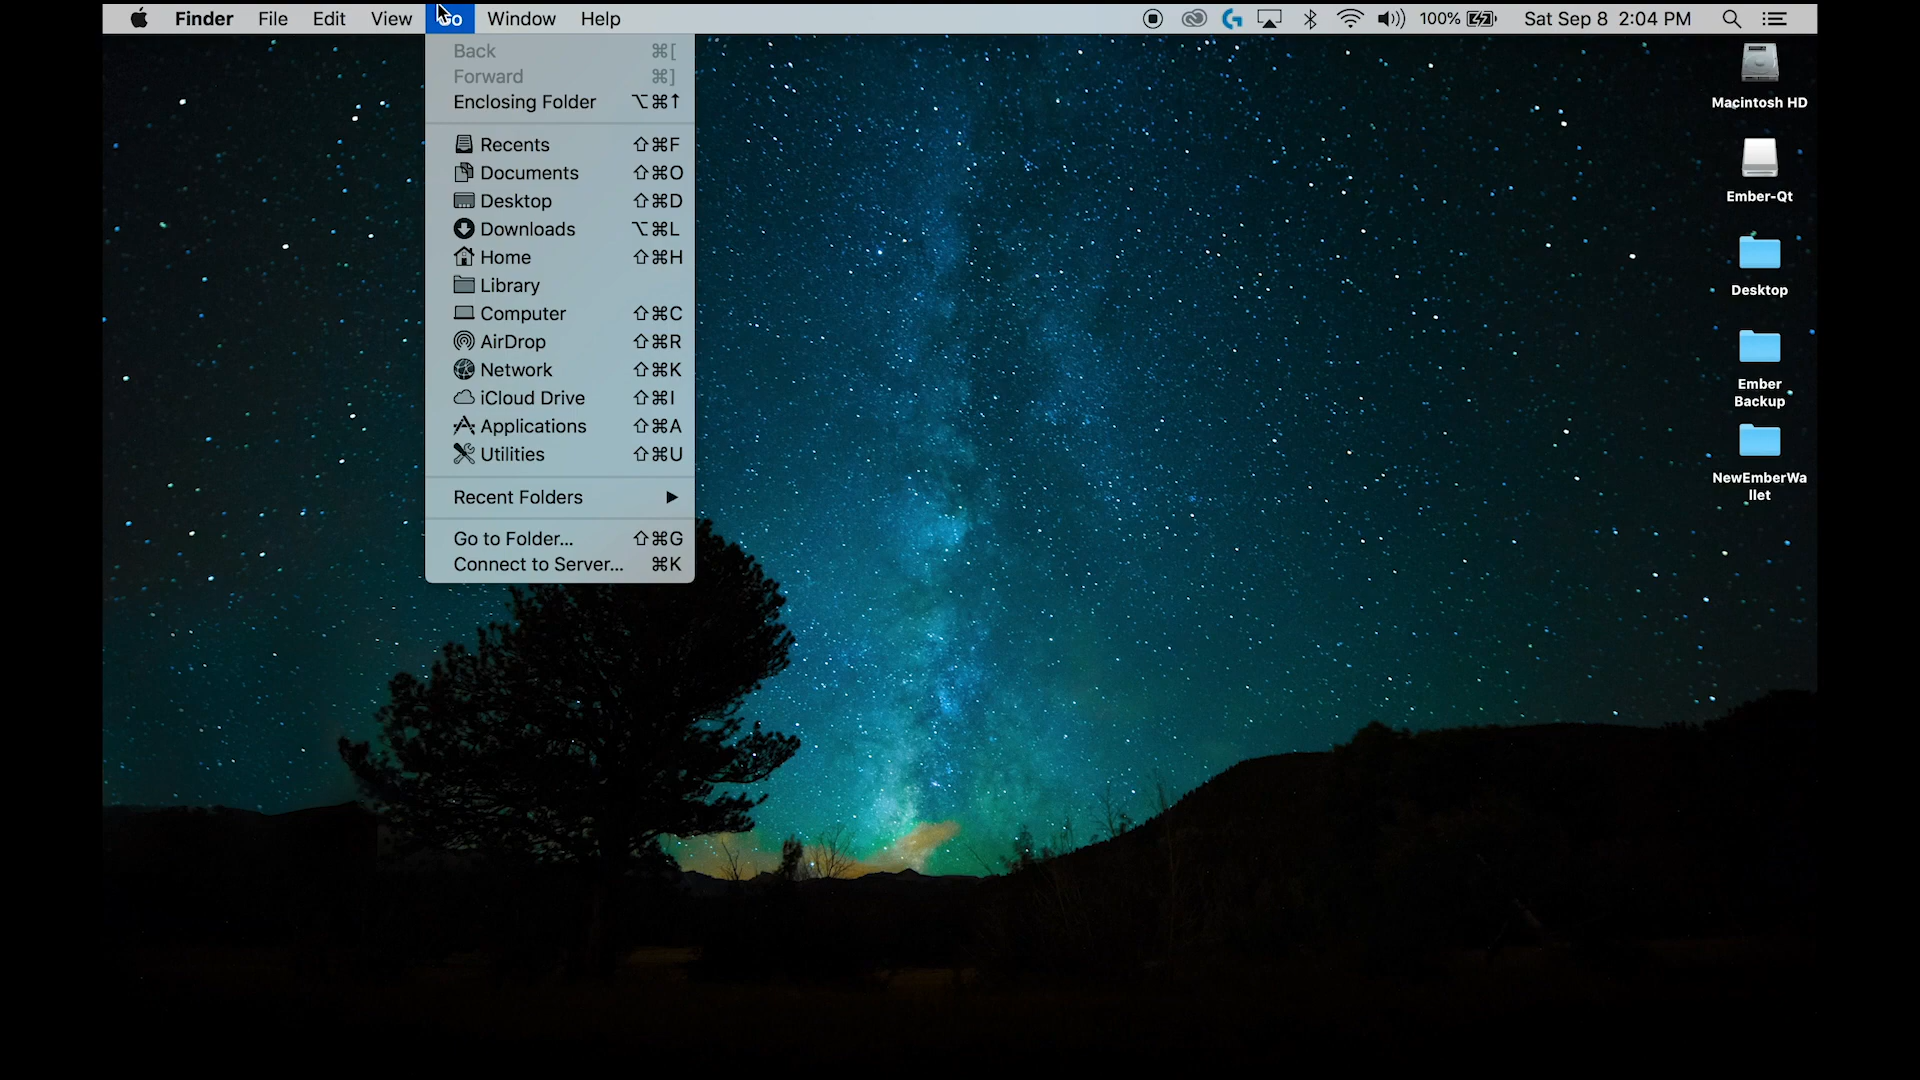 Finder File Edit View Go Window Help 100% Sat Sep 8 2:04 PM
Back ⌘[
Forward ⌘]
Enclosing Folder ⌥⌘↑
Recents ⇧⌘F
Documents ⇧⌘O
Desktop ⇧⌘D
Downloads ⌥⌘L
Home ⇧⌘H
Library
Computer ⇧⌘C
AirDrop ⇧⌘R
Network ⇧⌘K
iCloud Drive ⇧⌘I
Applications ⇧⌘A
Utilities ⇧⌘U
Recent Folders ▶
Go to Folder... ⇧⌘G
Connect to Server... ⌘K
Macintosh HD
Ember-Qt
Desktop
Ember
Backup
NewEmberWa
llet